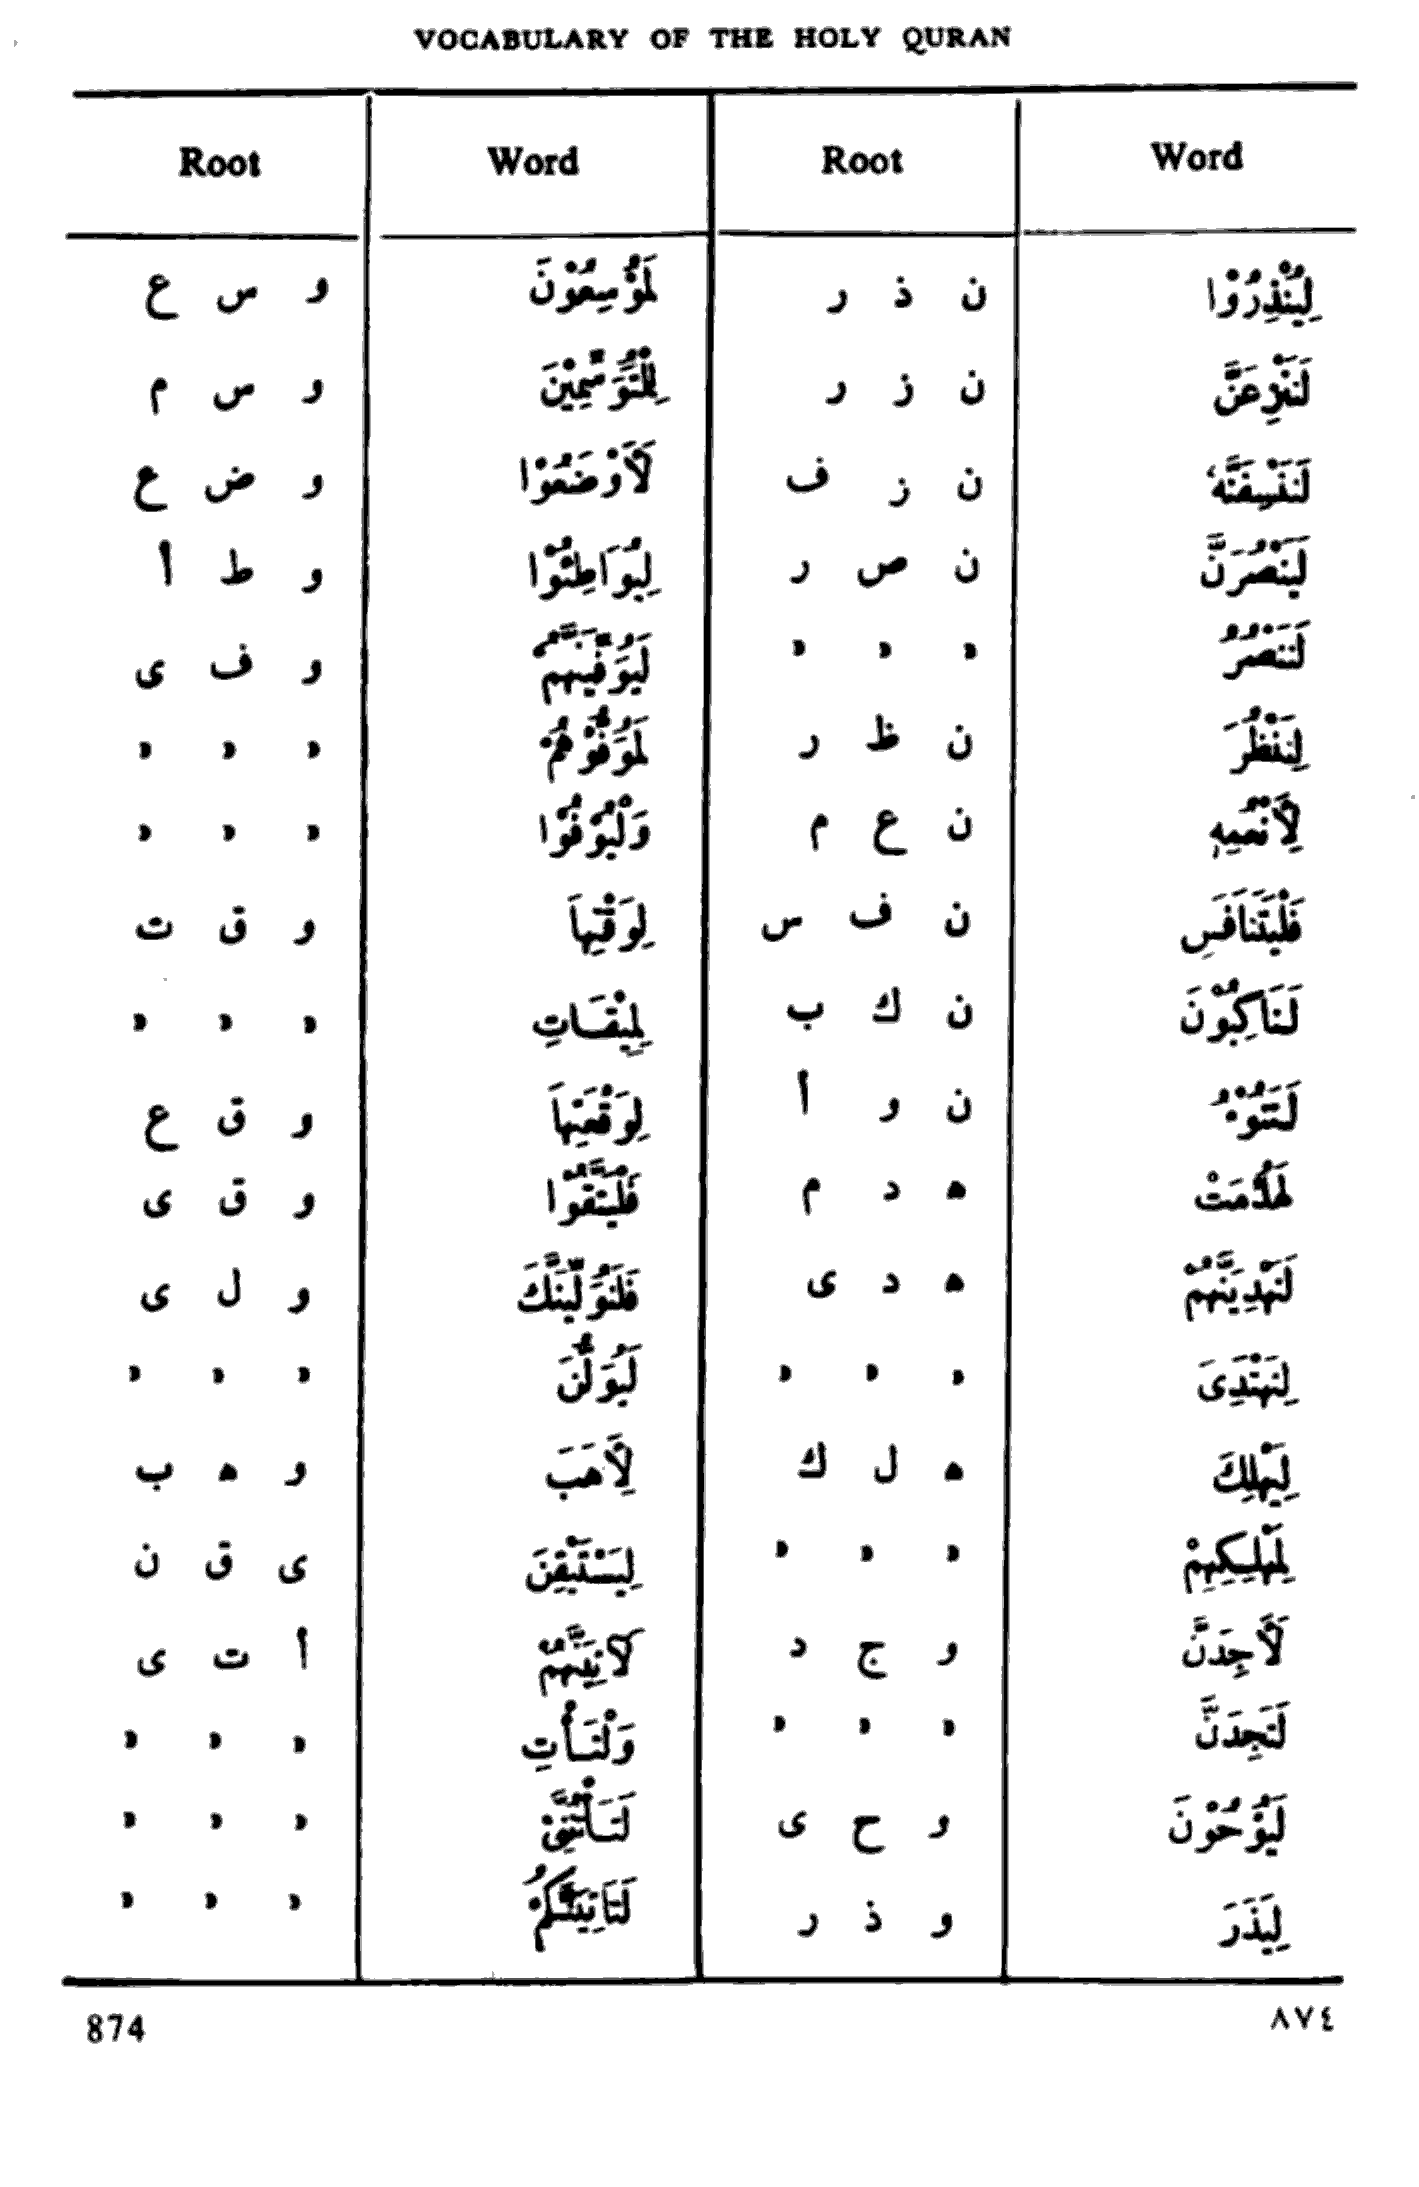 VOCABULARY OF THE HOLY QURAN
Root Word Root Word
لِيُنْذِرُوْا ن ذ ر لَمُوْسِعُوْنَ و س ع
لَنَنْزِعَنَّ ن ز ر لِلْمُتَوَسِّمِيْنَ و س م
لَنَنْسِفَنَّهٗ ن ز ف لَاَوْضَعُوْا و ض ع
لَيَنْصُرَنَّ ن ص ر لِيُوَاطِئُوْا و ط أ
لَنَنْصُرُ " " " لَيُوَفِّيَنَّهُمْ و ف ى
لِنَنْظُرَ ن ظ ر لَمُوَفُّوْهُمْ " " "
لِاَنْعُمِهٖ ن ع م وَلْيُوْفُوْا " " "
فَلْيَتَنَافَسِ ن ف س لِوَقْتِهَا و ق ت
لَنَاكِبُوْنَ ن ك ب لِمِيْقَاتِ " " "
لَتَنُوْءُ ن و أ لِوَقْعَتِهَا و ق ع
لَهُدِّمَتْ ه د م فَلْيَتَّقُوْا و ق ى
لَنَهْدِيَنَّهُمْ ه د ى فَلَنُوَلِّيَنَّكَ و ل ى
لِنَهْتَدِىَ " " " لَيُوَلُّنَّ " " "
لِيُهْلِكَ ه ل ك لِاَهَبَ و ه ب
لِمَهْلِكِهِمْ " " " لِيَسْتَيْقِنَ ى ق ن
لَاَجِدَنَّ و ج د لَاٰتِيَنَّهُمْ أ ت ى
لَتَجِدَنَّ " " " وَلْتَأْتِ " " "
لَيُوْحُوْنَ و ح ى لَتَأْتُنَّنِىْ " " "
لِيَذَرَ و ذ ر لَتَأْتِيَنَّكُمْ " " "
874 ٨٧٤